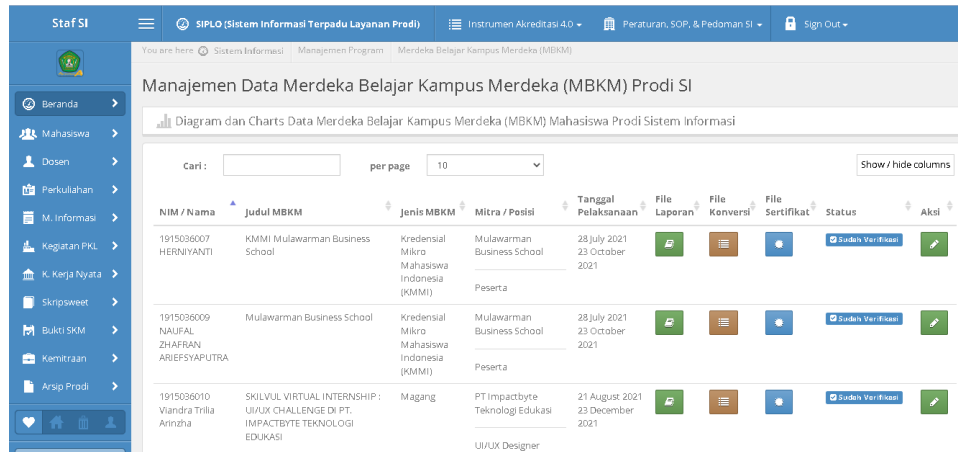 Staf SI
SIPLO (Sistem Informasi Terpadu Layanan Prodi)
Instrumen Akreditasi 4.0
Peraturan, SOP, & Pedoman SI
Sign Out
You are here Sistem Informasi Manajemen Program Merdeka Belajar Kampus Merdeka (MBKM)
Beranda
Mahasiswa
Dosen
Perkuliahan
M. Informasi
Kegiatan PKL
K. Kerja Nyata
Skripsweet
Bukti SKM
Kemitraan
Arsip Prodi
Manajemen Data Merdeka Belajar Kampus Merdeka (MBKM) Prodi SI
Diagram dan Charts Data Merdeka Belajar Kampus Merdeka (MBKM) Mahasiswa Prodi Sistem Informasi
Cari : per page 10 Show / hide columns
NIM / Nama
Judul MBKM
Jenis MBKM
Mitra / Posisi
Tanggal
Pelaksanaan
File
Laporan
File
Konversi
File
Sertifikat
Status
Aksi
1915036007
HERNIYANTI
KMMI Mulawarman Business
School
Kredensial
Mikro
Mahasiswa
Indonesia
(KMMI)
Mulawarman
Business School
Peserta
28 July 2021
23 October
2021
Sudah Verifikasi
1915036009
NAUFAL
ZHAFRAN
ARIEFSYAPUTRA
Mulawarman Business School
Kredensial
Mikro
Mahasiswa
Indonesia
(KMMI)
Mulawarman
Business School
Peserta
28 July 2021
23 October
2021
Sudah Verifikasi
1915036010
Viandra Trilia
Arinzha
SKILVUL VIRTUAL INTERNSHIP :
UI/UX CHALLENGE DI PT.
IMPACTBYTE TEKNOLOGI
EDUKASI
Magang
PT Impactbyte
Teknologi Edukasi
UI/UX Designer
21 August 2021
23 December
2021
Sudah Verifikasi